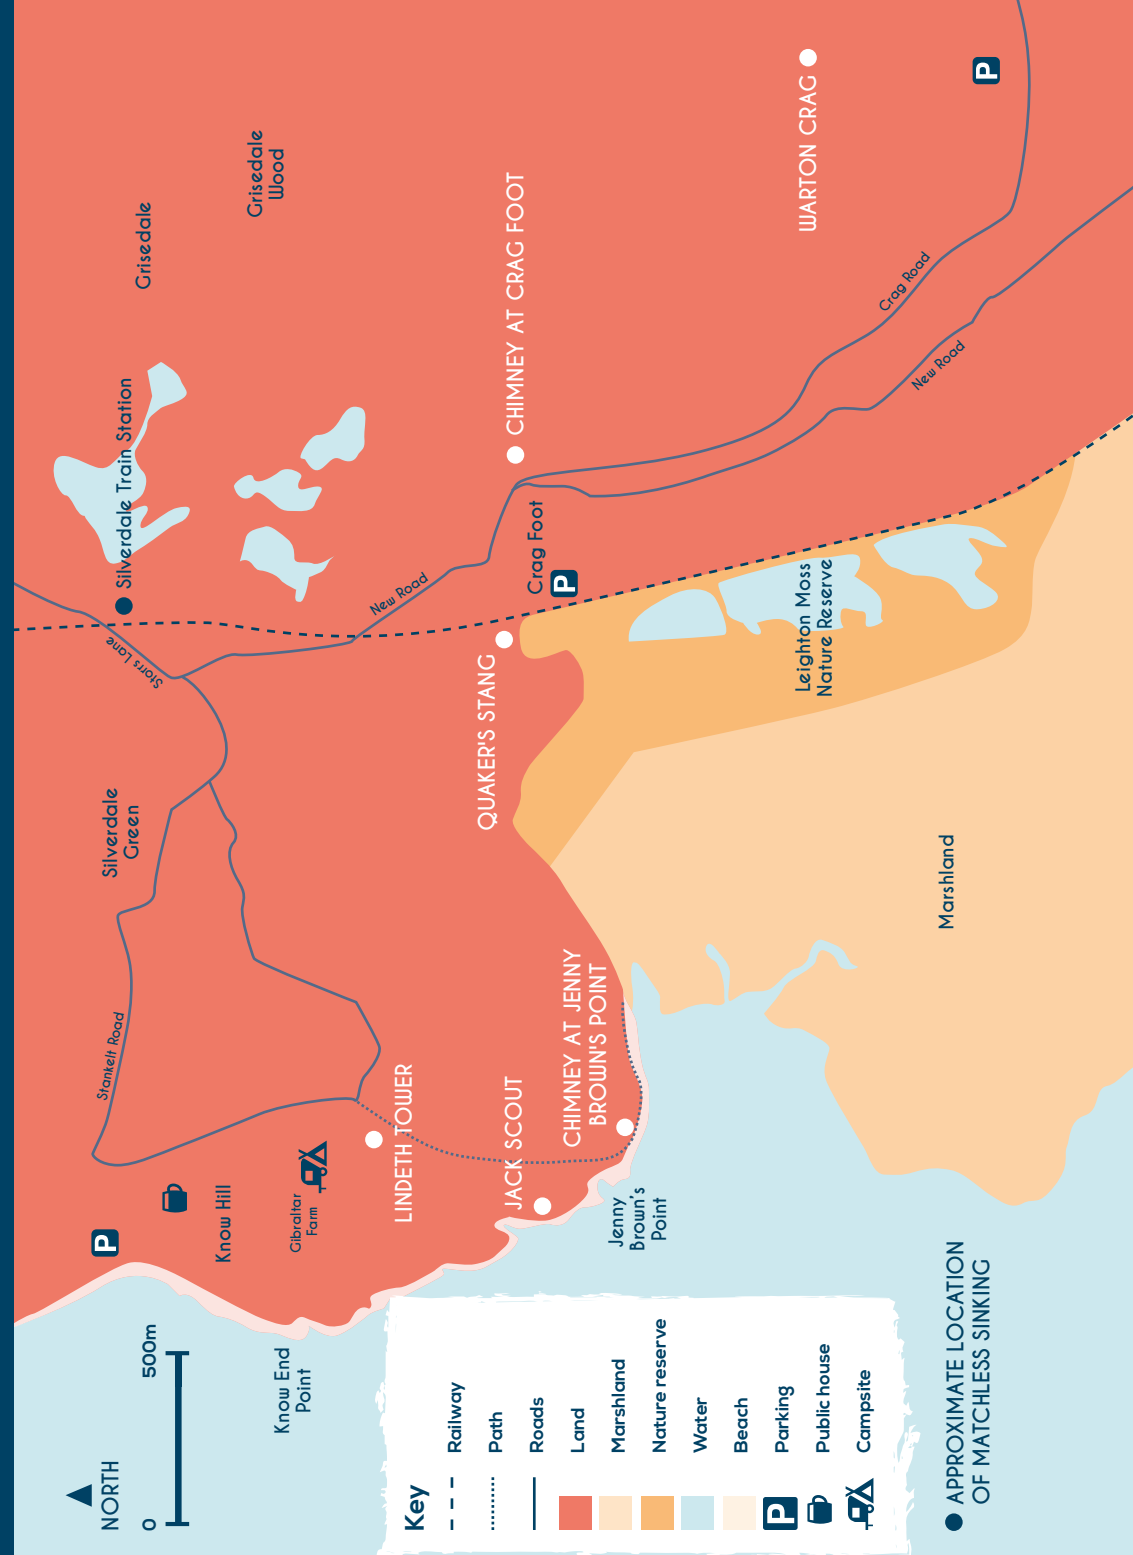 NORTH
0
500m
Know End
Point
Know Hill
Gibraltar
Farm
Stankelt Road
Silverdale
Green
Storrs Lane
Silverdale Train Station
Grisedale
Grisedale
Wood
New Road
LINDETH TOWER
JACK SCOUT
CHIMNEY AT JENNY
BROWN'S POINT
Jenny
Brown's
Point
QUAKER'S STANG
Crag Foot
P
CHIMNEY AT CRAG FOOT
WARTON CRAG
P
Crag Road
New Road
Leighton Moss
Nature Reserve
Marshland
P
Key
Railway
Path
Roads
Land
Marshland
Nature reserve
Water
Beach
P
Parking
Public house
Campsite
APPROXIMATE LOCATION
OF MATCHLESS SINKING